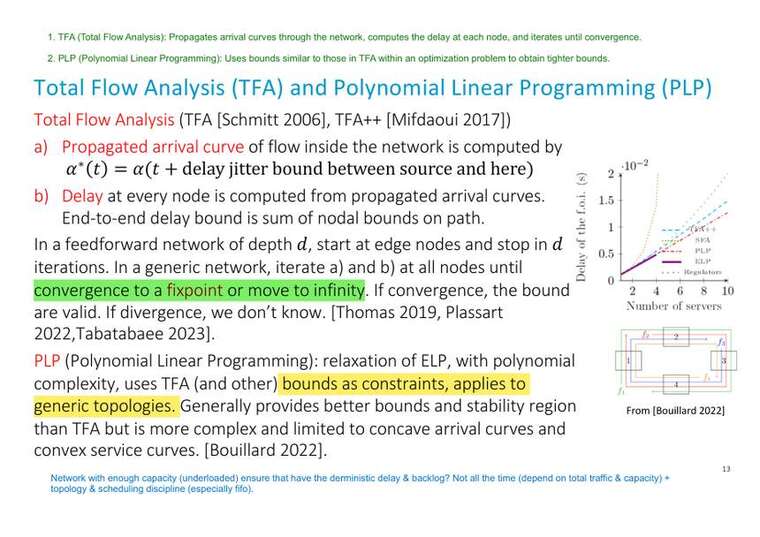 1. TFA (Total Flow Analysis): Propagates arrival curves through the network, computes the delay at each node, and iterates until convergence.
2. PLP (Polynomial Linear Programming): Uses bounds similar to those in TFA within an optimization problem to obtain tighter bounds.
Total Flow Analysis (TFA) and Polynomial Linear Programming (PLP)
Total Flow Analysis (TFA [Schmitt 2006], TFA++ [Mifdaoui 2017])
a) Propagated arrival curve of flow inside the network is computed by
α*(t) = α(t + delay jitter bound between source and here)
b) Delay at every node is computed from propagated arrival curves.
End-to-end delay bound is sum of nodal bounds on path.
In a feedforward network of depth d, start at edge nodes and stop in d
iterations. In a generic network, iterate a) and b) at all nodes until
convergence to a fixpoint or move to infinity. If convergence, the bound
are valid. If divergence, we don't know. [Thomas 2019, Plassart
2022,Tabatabaee 2023].
PLP (Polynomial Linear Programming): relaxation of ELP, with polynomial
complexity, uses TFA (and other) bounds as constraints, applies to
generic topologies. Generally provides better bounds and stability region
than TFA but is more complex and limited to concave arrival curves and
convex service curves. [Bouillard 2022].
·10⁻²
Delay of the f.o.i. (s)
2
1.5
1
0.5
0
TFA++
SFA
PLP
ELP
Regulators
2 4 6 8 10
Number of servers
f₂
2
1
3
4
f₁
From [Bouillard 2022]
13
Network with enough capacity (underloaded) ensure that have the derministic delay & backlog? Not all the time (depend on total traffic & capacity) +
topology & scheduling discipline (especially fifo).